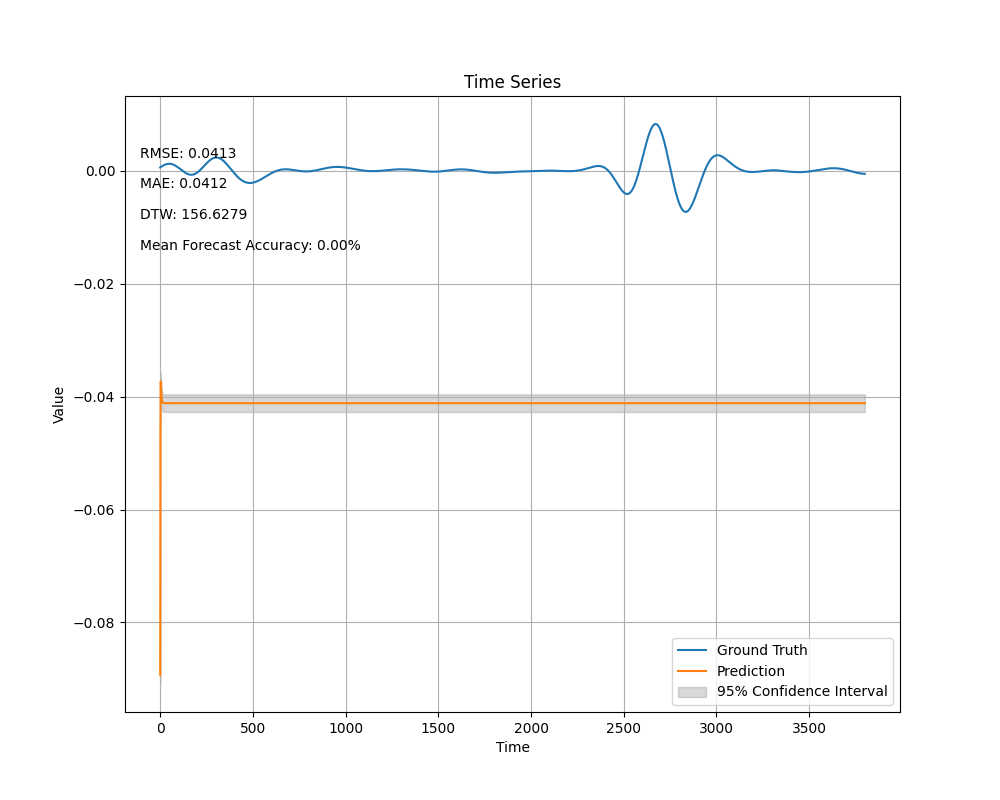 Time Series
RMSE: 0.0413
MAE: 0.0412
DTW: 156.6279
Mean Forecast Accuracy: 0.00%
0.00
−0.02
−0.04
−0.06
−0.08
Value
Ground Truth
Prediction
95% Confidence Interval
0 500 1000 1500 2000 2500 3000 3500
Time